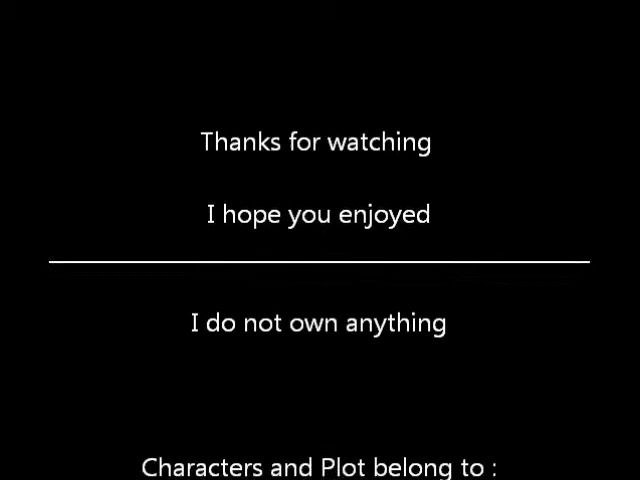 Thanks for watching
I hope you enjoyed
I do not own anything
Characters and Plot belong to :